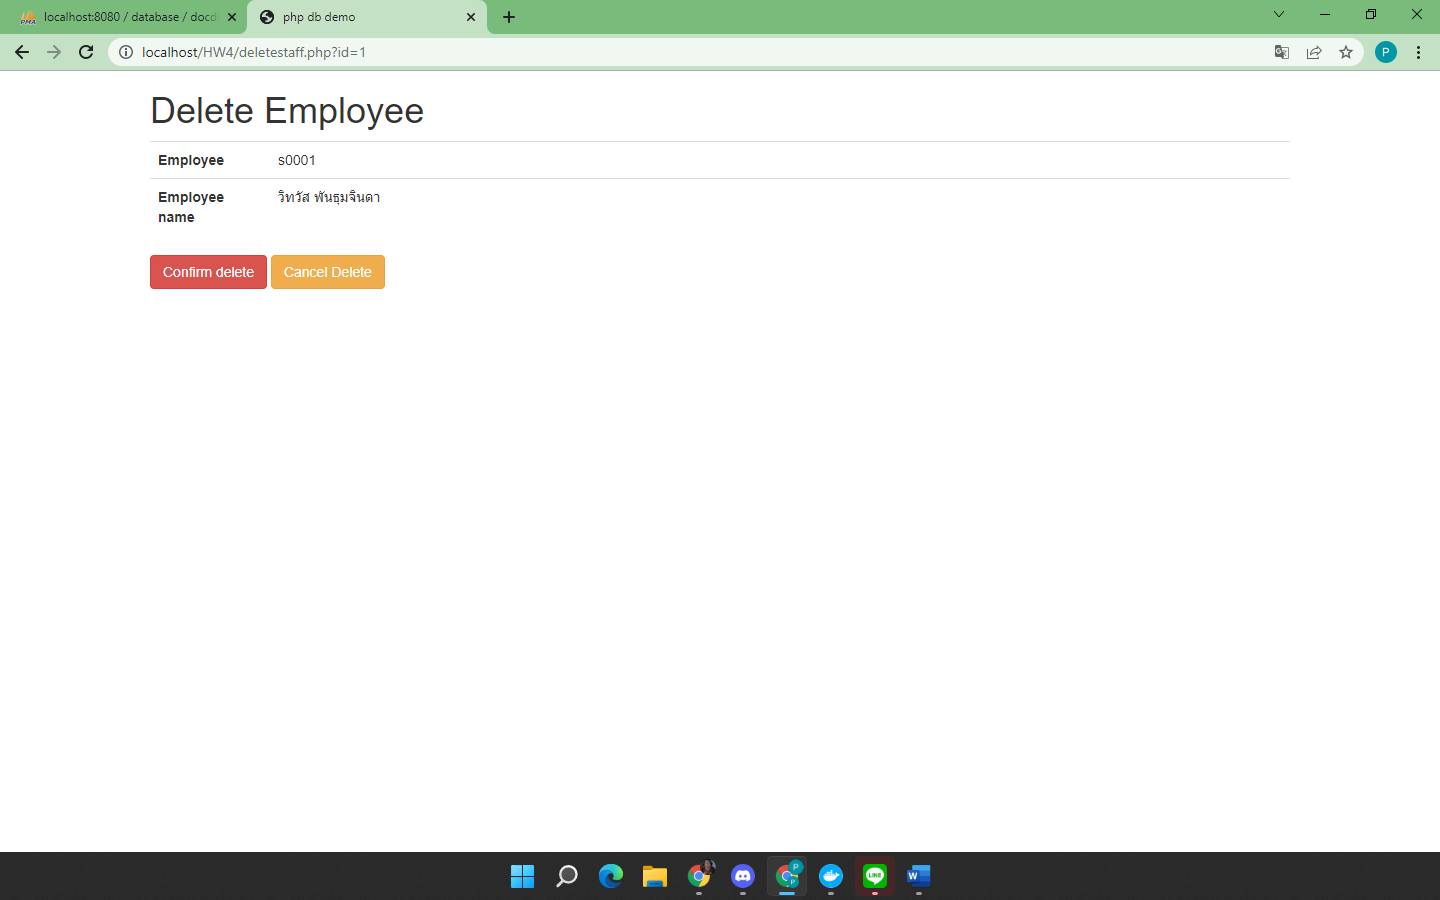 localhost:8080 / database / docd
php db demo
localhost/HW4/deletestaff.php?id=1
P
Delete Employee
Employee s0001
Employee name วิทวัส พันธุมจินดา
Confirm delete Cancel Delete